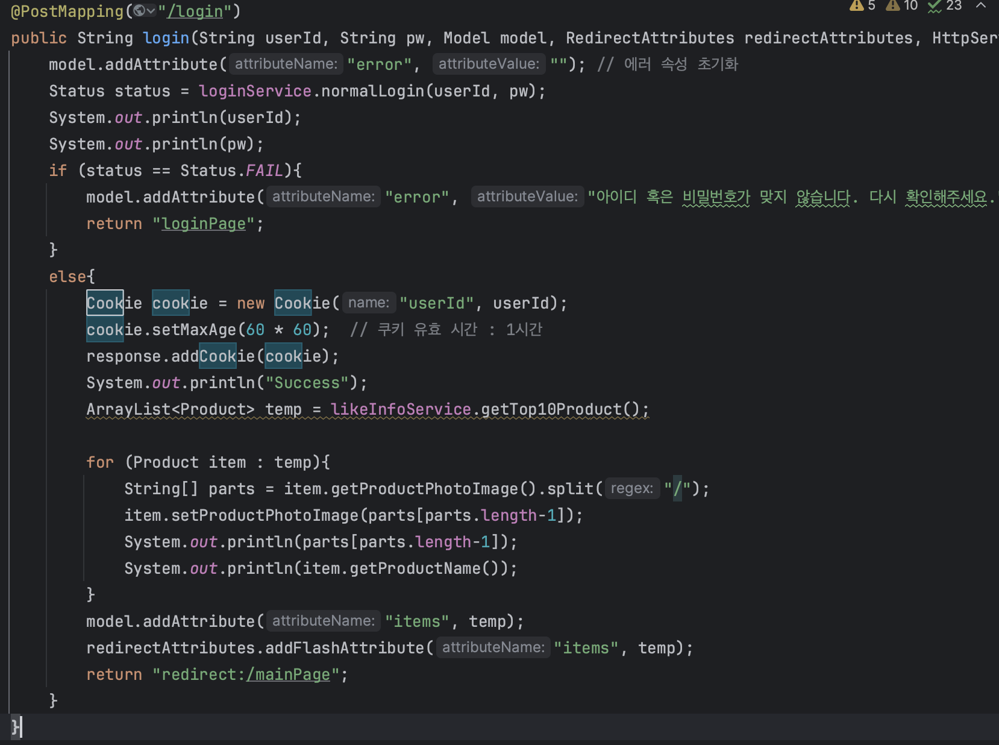 @PostMapping("/login") 5 10 23
public String login(String userId, String pw, Model model, RedirectAttributes redirectAttributes, HttpSer
model.addAttribute( attributeName: "error", attributeValue: ""); // 에러 속성 초기화
Status status = loginService.normalLogin(userId, pw);
System.out.println(userId);
System.out.println(pw);
if (status == Status.FAIL){
model.addAttribute( attributeName: "error", attributeValue: "아이디 혹은 비밀번호가 맞지 않습니다. 다시 확인해주세요.
return "loginPage";
}
else{
Cookie cookie = new Cookie( name: "userId", userId);
cookie.setMaxAge(60 * 60); // 쿠키 유효 시간 : 1시간
response.addCookie(cookie);
System.out.println("Success");
ArrayList<Product> temp = likeInfoService.getTop10Product();
for (Product item : temp){
String[] parts = item.getProductPhotoImage().split( regex: "/");
item.setProductPhotoImage(parts[parts.length-1]);
System.out.println(parts[parts.length-1]);
System.out.println(item.getProductName());
}
model.addAttribute( attributeName: "items", temp);
redirectAttributes.addFlashAttribute( attributeName: "items", temp);
return "redirect:/mainPage";
}
}